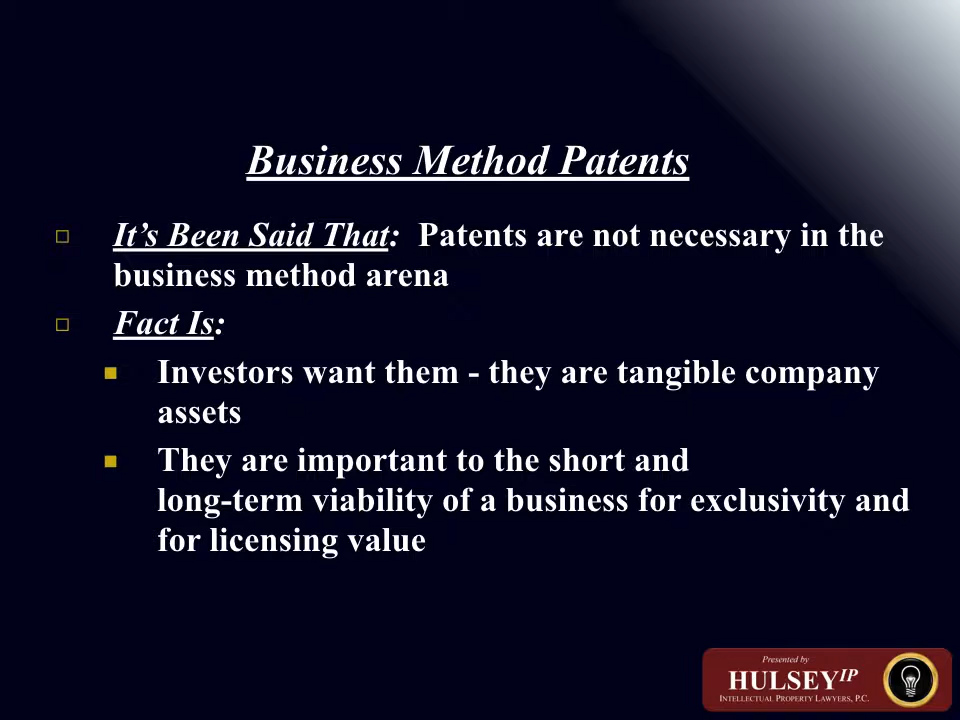 Business Method Patents
It’s Been Said That: Patents are not necessary in the
business method arena
Fact Is:
Investors want them - they are tangible company
assets
They are important to the short and
long-term viability of a business for exclusivity and
for licensing value
Presented by
HULSEY IP
INTELLECTUAL PROPERTY LAWYERS, P.C.